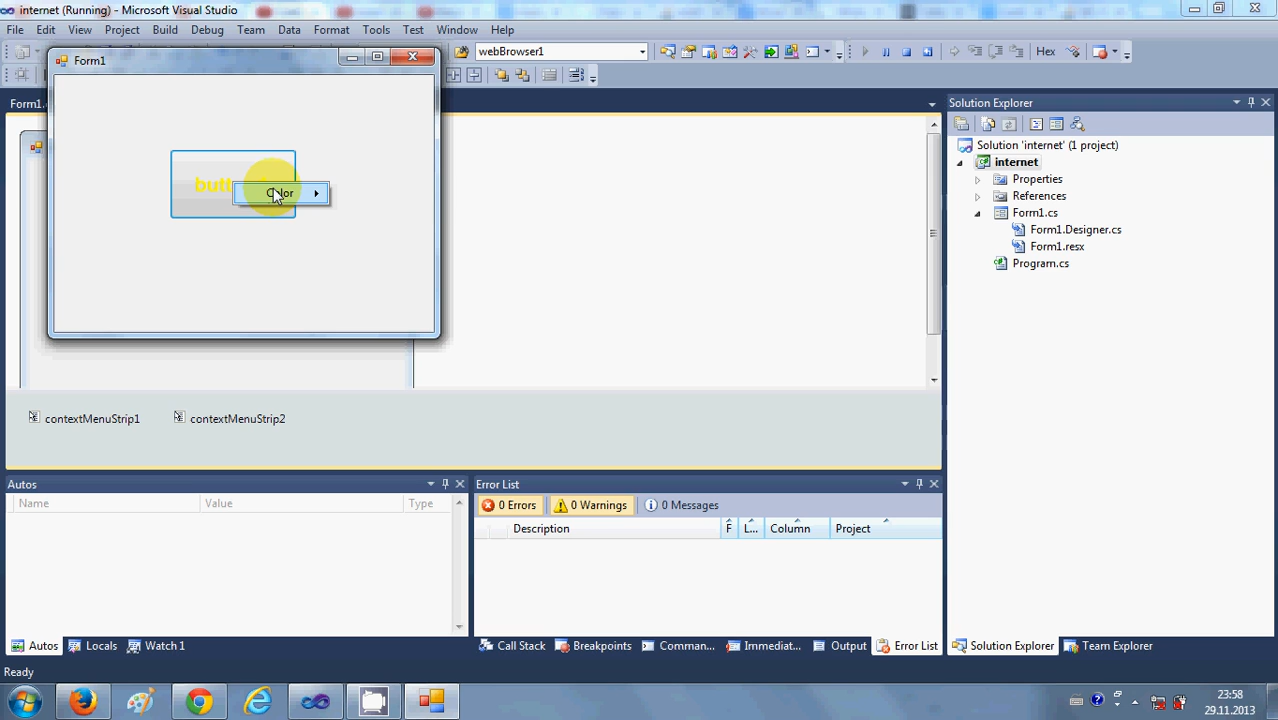 internet (Running) - Microsoft Visual Studio
File Edit View Project Build Debug Team Data Format Tools Test Window Help
webBrowser1
Hex
Form1
Form1.
Color
Solution Explorer
Solution 'internet' (1 project)
internet
Properties
References
Form1.cs
Form1.Designer.cs
Form1.resx
Program.cs
contextMenuStrip1 contextMenuStrip2
Autos
Name Value Type
Error List
0 Errors 0 Warnings 0 Messages
Description F L... Column Project
Autos Locals Watch 1
Call Stack Breakpoints Comman... Immediat... Output Error List
Solution Explorer Team Explorer
Ready
23:58
29.11.2013